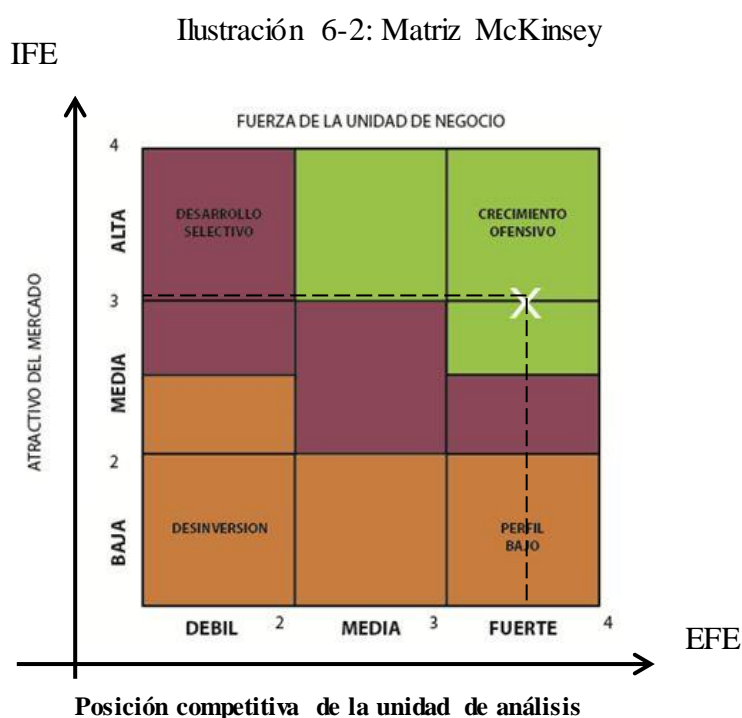 Ilustración 6-2: Matriz McKinsey
IFE
FUERZA DE LA UNIDAD DE NEGOCIO
4
DESARROLLO
SELECTIVO
CRECIMIENTO
OFENSIVO
ALTA
3
X
ATRACTIVO DEL MERCADO
MEDIA
2
DESINVERSION
PERFIL
BAJO
BAJA
DEBIL 2 MEDIA 3 FUERTE 4
EFE
Posición competitiva de la unidad de análisis